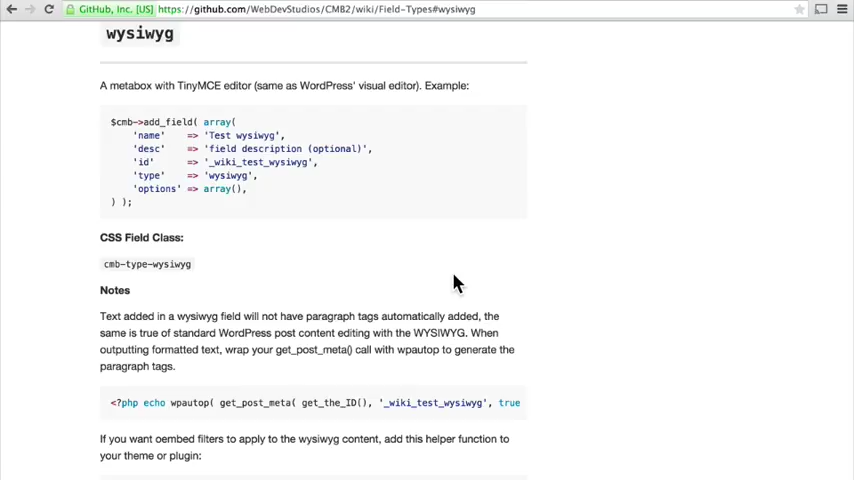 GitHub, Inc. [US] https://github.com/WebDevStudios/CMB2/wiki/Field-Types#wysiwyg
wysiwyg
A metabox with TinyMCE editor (same as WordPress' visual editor). Example:
$cmb->add_field( array(
'name' => 'Test wysiwyg',
'desc' => 'field description (optional)',
'id' => '_wiki_test_wysiwyg',
'type' => 'wysiwyg',
'options' => array(),
) );
CSS Field Class:
cmb-type-wysiwyg
Notes
Text added in a wysiwyg field will not have paragraph tags automatically added, the
same is true of standard WordPress post content editing with the WYSIWYG. When
outputting formatted text, wrap your get_post_meta() call with wpautop to generate the
paragraph tags.
<?php echo wpautop( get_post_meta( get_the_ID(), '_wiki_test_wysiwyg', true
If you want oembed filters to apply to the wysiwyg content, add this helper function to
your theme or plugin: